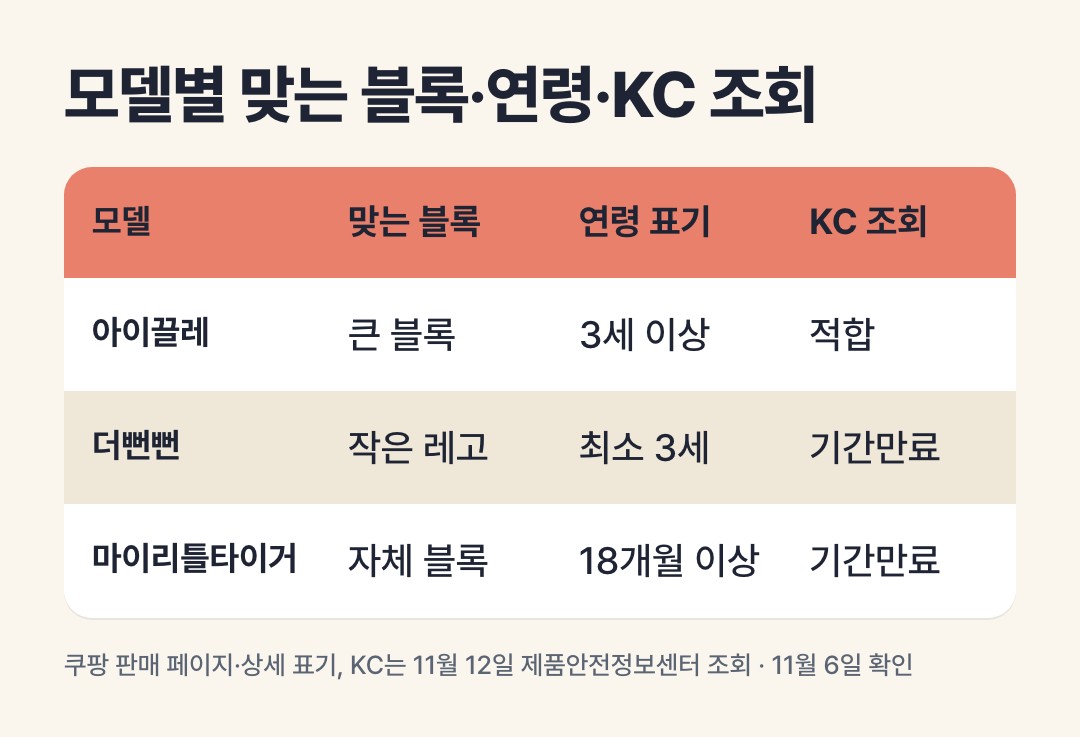 모델별 맞는 블록·연령·KC 조회
모델 맞는 블록 연령 표기 KC 조회
아이끌레 큰 블록 3세 이상 적합
더뻔뻔 작은 레고 최소 3세 기간만료
마이리틀타이거 자체 블록 18개월 이상 기간만료
쿠팡 판매 페이지·상세 표기, KC는 11월 12일 제품안전정보센터 조회 · 11월 6일 확인